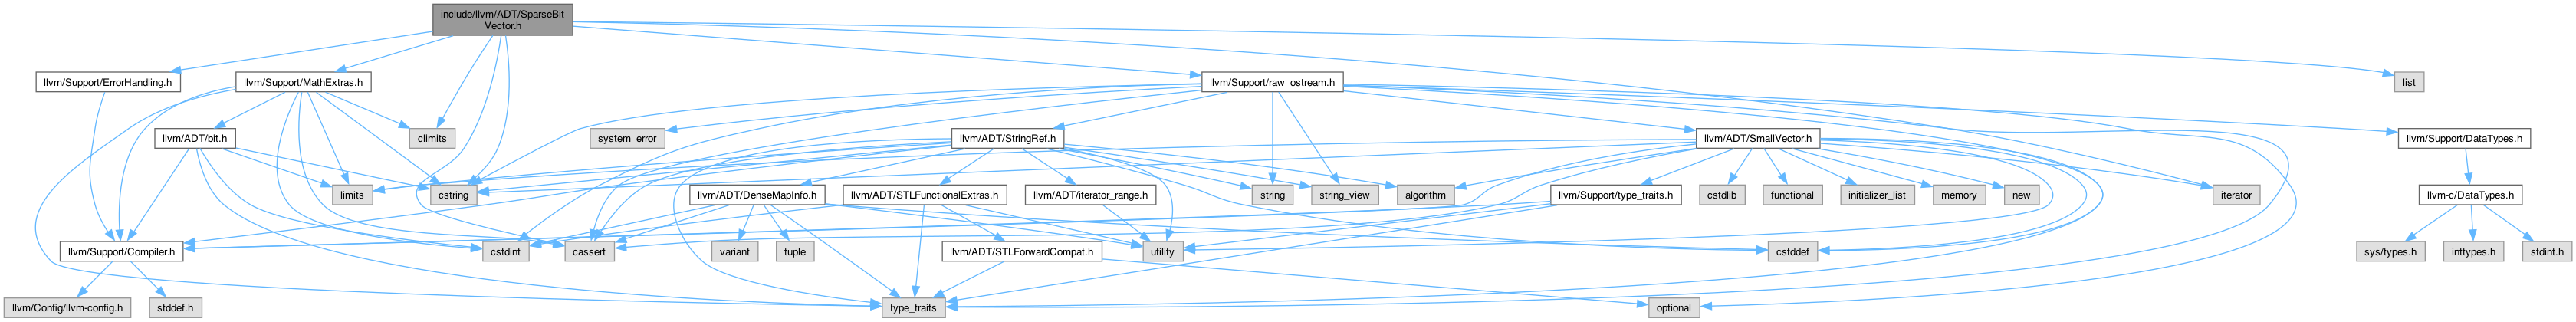 include/llvm/ADT/SparseBit
Vector.h
llvm/Support/ErrorHandling.h
llvm/Support/MathExtras.h
llvm/Support/raw_ostream.h
list
llvm/ADT/bit.h
climits
system_error
llvm/ADT/StringRef.h
llvm/ADT/SmallVector.h
llvm/Support/DataTypes.h
limits
cstring
llvm/ADT/DenseMapInfo.h
llvm/ADT/STLFunctionalExtras.h
llvm/ADT/iterator_range.h
string
string_view
algorithm
llvm/Support/type_traits.h
cstdlib
functional
initializer_list
memory
new
iterator
llvm-c/DataTypes.h
llvm/Support/Compiler.h
cstdint
cassert
variant
tuple
llvm/ADT/STLForwardCompat.h
utility
cstddef
sys/types.h
inttypes.h
stdint.h
llvm/Config/llvm-config.h
stddef.h
type_traits
optional